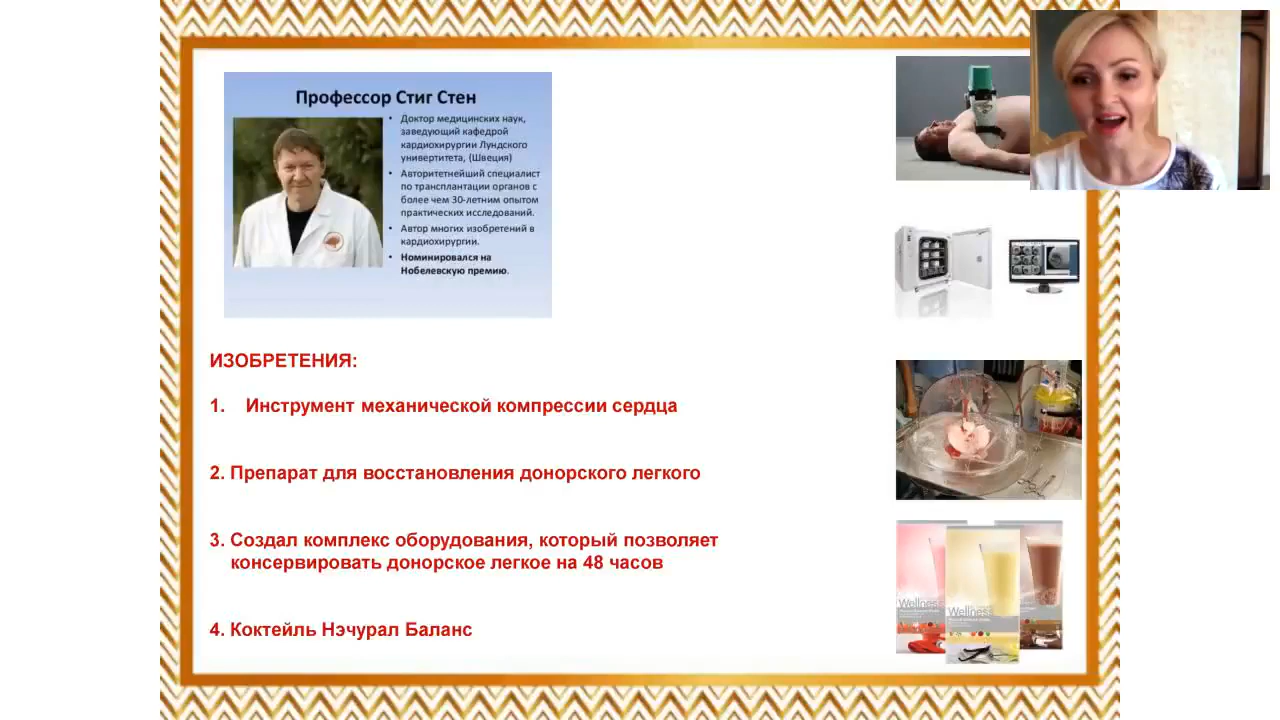 Профессор Стиг Стен
• Доктор медицинских наук,
заведующий кафедрой
кардиохирургии Лундского
университета, (Швеция)
• Авторитетнейший специалист
по трансплантации органов с
более чем 30-летним опытом
практических исследований.
• Автор многих изобретений в
кардиохирургии.
• Номинировался на
Нобелевскую премию.
ИЗОБРЕТЕНИЯ:
1. Инструмент механической компрессии сердца
2. Препарат для восстановления донорского легкого
3. Создал комплекс оборудования, который позволяет
консервировать донорское легкое на 48 часов
4. Коктейль Нэчурал Баланс
Wellness
Wellness